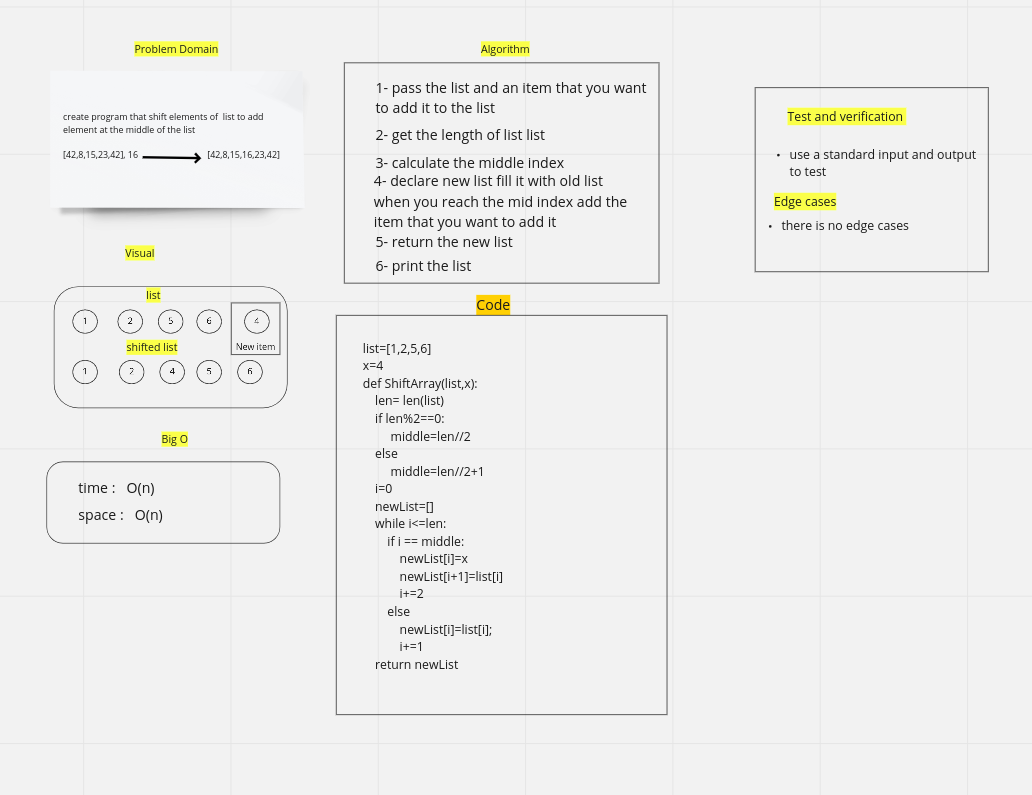 Problem Domain
create program that shift elements of list to add
element at the middle of the list
[42,8,15,23,42], 16
[42,8,15,16,23,42]
Visual
list
1 2 5 6 4
shifted list
New item
1 2 4 5 6
Big O
time : O(n)
space : O(n)
Algorithm
1- pass the list and an item that you want
to add it to the list
2- get the length of list list
3- calculate the middle index
4- declare new list fill it with old list
when you reach the mid index add the
item that you want to add it
5- return the new list
6- print the list
Code
list=[1,2,5,6]
x=4
def ShiftArray(list,x):
len= len(list)
if len%2==0:
middle=len//2
else
middle=len//2+1
i=0
newList=[]
while i<=len:
if i == middle:
newList[i]=x
newList[i+1]=list[i]
i+=2
else
newList[i]=list[i];
i+=1
return newList
Test and verification
• use a standard input and output
to test
Edge cases
• there is no edge cases